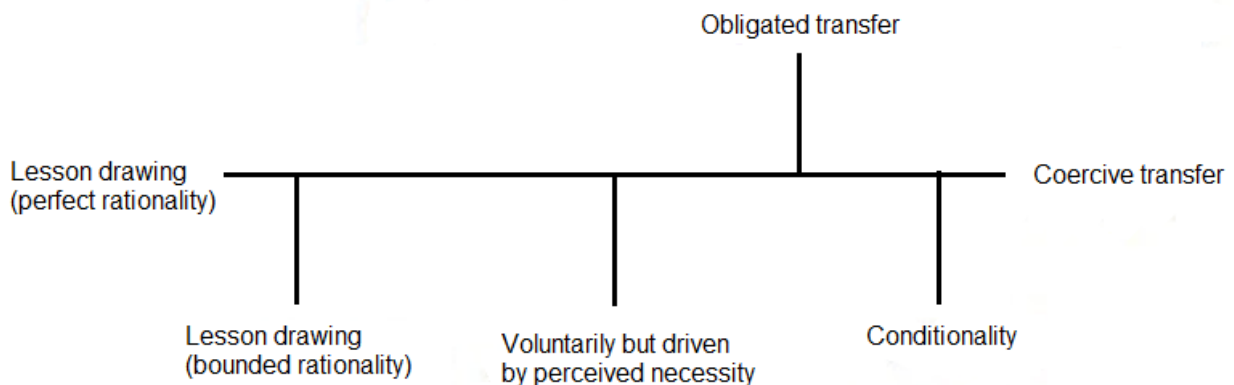 Obligated transfer
Lesson drawing
(perfect rationality)
Coercive transfer
Lesson drawing
(bounded rationality)
Voluntarily but driven
by perceived necessity
Conditionality